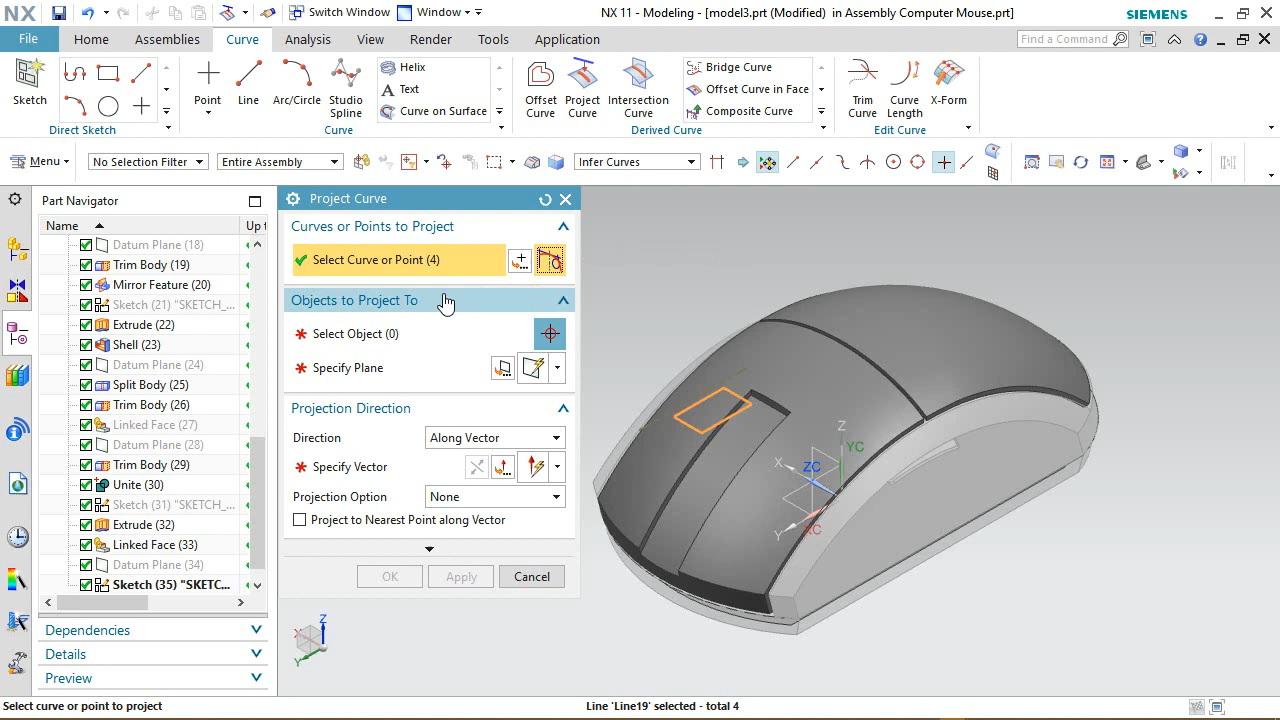 NX
Switch Window
Window
NX 11 - Modeling - [model3.prt (Modified) in Assembly Computer Mouse.prt]
SIEMENS
File
Home
Assemblies
Curve
Analysis
View
Render
Tools
Application
Find a Command
Sketch
Direct Sketch
Point
Line
Arc/Circle
Studio Spline
Helix
Text
Curve on Surface
Curve
Offset Curve
Project Curve
Intersection Curve
Bridge Curve
Offset Curve in Face
Composite Curve
Derived Curve
Trim Curve
Curve Length
X-Form
Edit Curve
Menu
No Selection Filter
Entire Assembly
Infer Curves
Part Navigator
Name
Up t
Datum Plane (18)
Trim Body (19)
Mirror Feature (20)
Sketch (21) "SKETCH_...
Extrude (22)
Shell (23)
Datum Plane (24)
Split Body (25)
Trim Body (26)
Linked Face (27)
Datum Plane (28)
Trim Body (29)
Unite (30)
Sketch (31) "SKETCH_...
Extrude (32)
Linked Face (33)
Datum Plane (34)
Sketch (35) "SKETC...
Dependencies
Details
Preview
Project Curve
Curves or Points to Project
Select Curve or Point (4)
Objects to Project To
Select Object (0)
Specify Plane
Projection Direction
Direction
Along Vector
Specify Vector
Projection Option
None
Project to Nearest Point along Vector
OK
Apply
Cancel
Z
YC
X
ZC
Y
XC
Z
X
Y
Select curve or point to project
Line 'Line19' selected - total 4